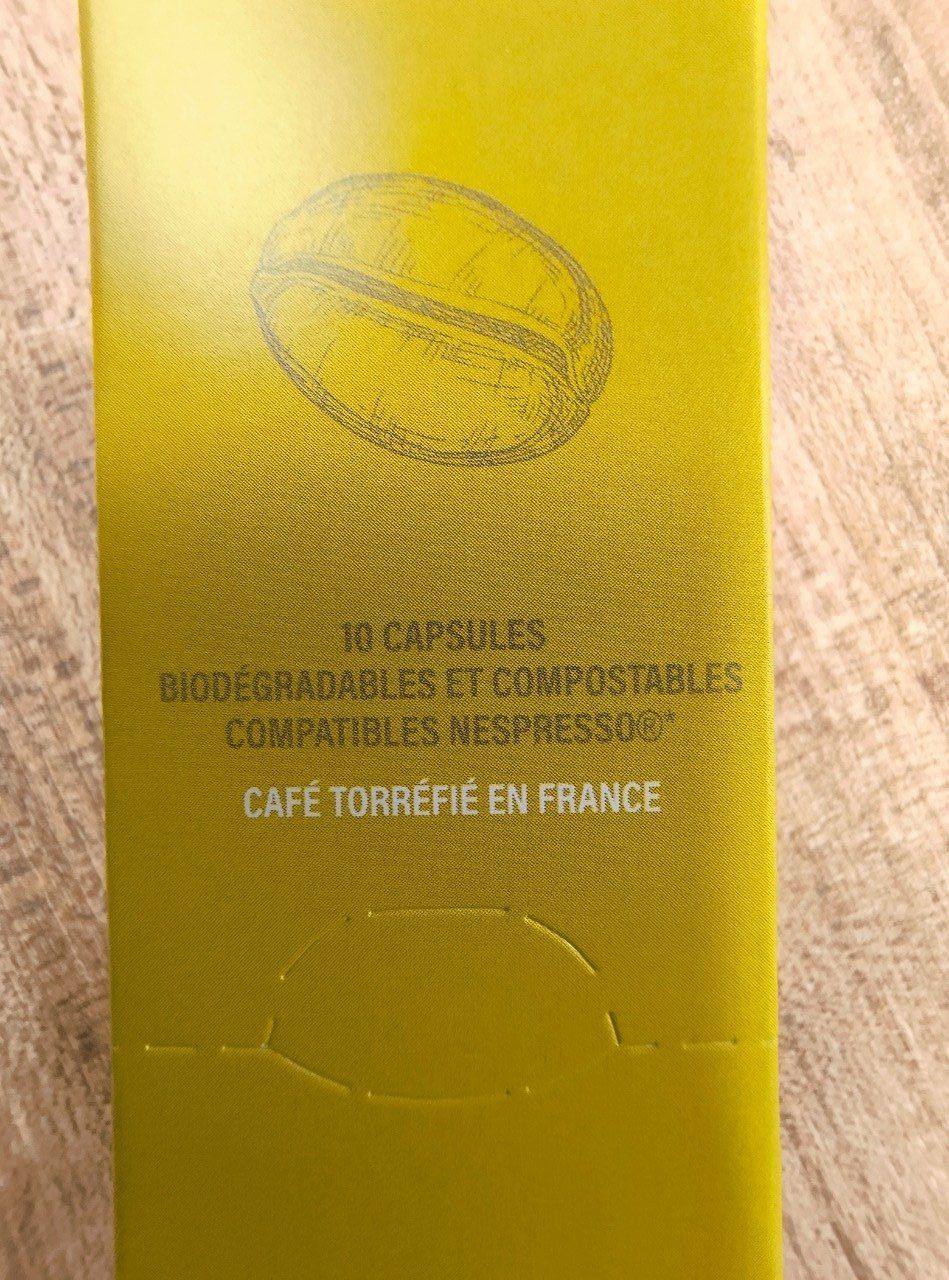 10 CAPSULES
BIODÉGRADABLES ET COMPOSTABLES
COMPATIBLES NESPRESSO®*
CAFÉ TORRÉFIÉ EN FRANCE